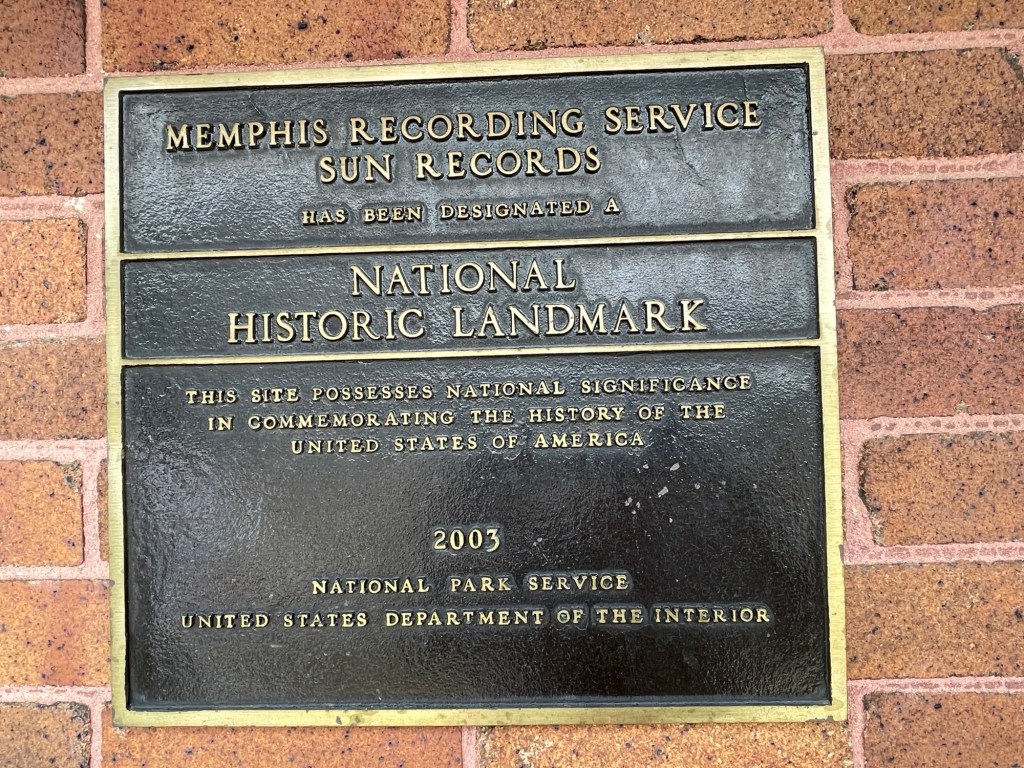 MEMPHIS RECORDING SERVICE
SUN RECORDS
HAS BEEN DESIGNATED A
NATIONAL
HISTORIC LANDMARK
THIS SITE POSSESSES NATIONAL SIGNIFICANCE
IN COMMEMORATING THE HISTORY OF THE
UNITED STATES OF AMERICA
2003
NATIONAL PARK SERVICE
UNITED STATES DEPARTMENT OF THE INTERIOR